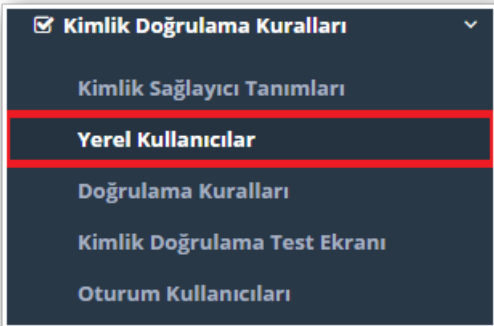 Kimlik Doğrulama Kuralları
Kimlik Sağlayıcı Tanımları
Yerel Kullanıcılar
Doğrulama Kuralları
Kimlik Doğrulama Test Ekranı
Oturum Kullanıcıları